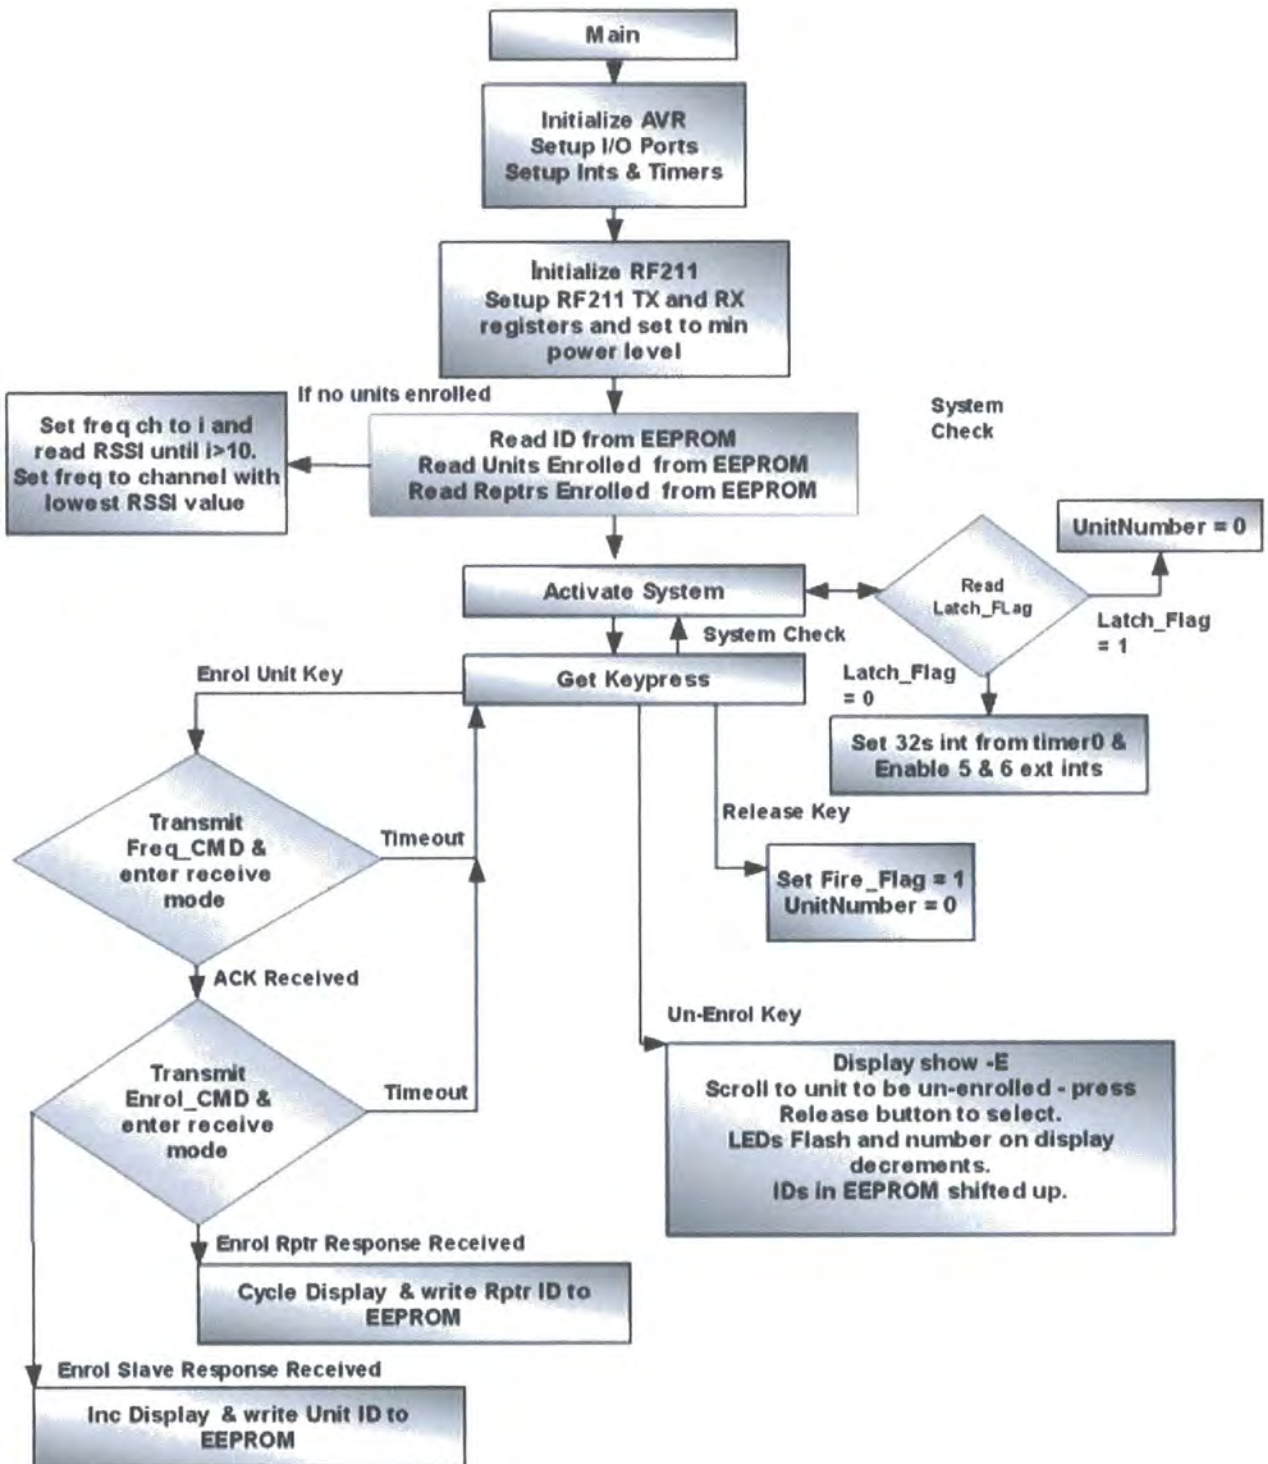 Main
Initialize AVR
Setup I/O Ports
Setup Ints & Timers
Initialize RF211
Setup RF211 TX and RX
registers and set to min
power level
If no units enrolled
Set freq ch to i and
read RSSI until i>10.
Set freq to channel with
lowest RSSI value
Read ID from EEPROM
Read Units Enrolled from EEPROM
Read Reptrs Enrolled from EEPROM
System
Check
UnitNumber = 0
Activate System
Read
Latch_FLag
Latch_Flag
= 1
System Check
Latch_Flag
= 0
Get Keypress
Enrol Unit Key
Set 32s int from timer0 &
Enable 5 & 6 ext ints
Release Key
Transmit
Freq_CMD &
enter receive
mode
Timeout
Set Fire_Flag = 1
UnitNumber = 0
ACK Received
Un-Enrol Key
Transmit
Enrol_CMD &
enter receive
mode
Timeout
Display show -E
Scroll to unit to be un-enrolled - press
Release button to select.
LEDs Flash and number on display
decrements.
IDs in EEPROM shifted up.
Enrol Rptr Response Received
Cycle Display & write Rptr ID to
EEPROM
Enrol Slave Response Received
Inc Display & write Unit ID to
EEPROM